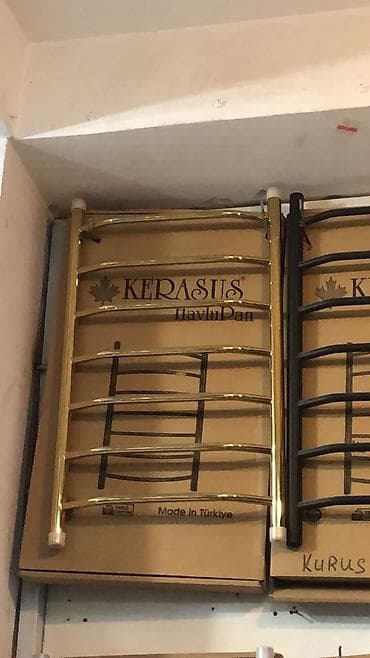 KERASUS
HavluPan
Made in Türkiye
K
KURUS